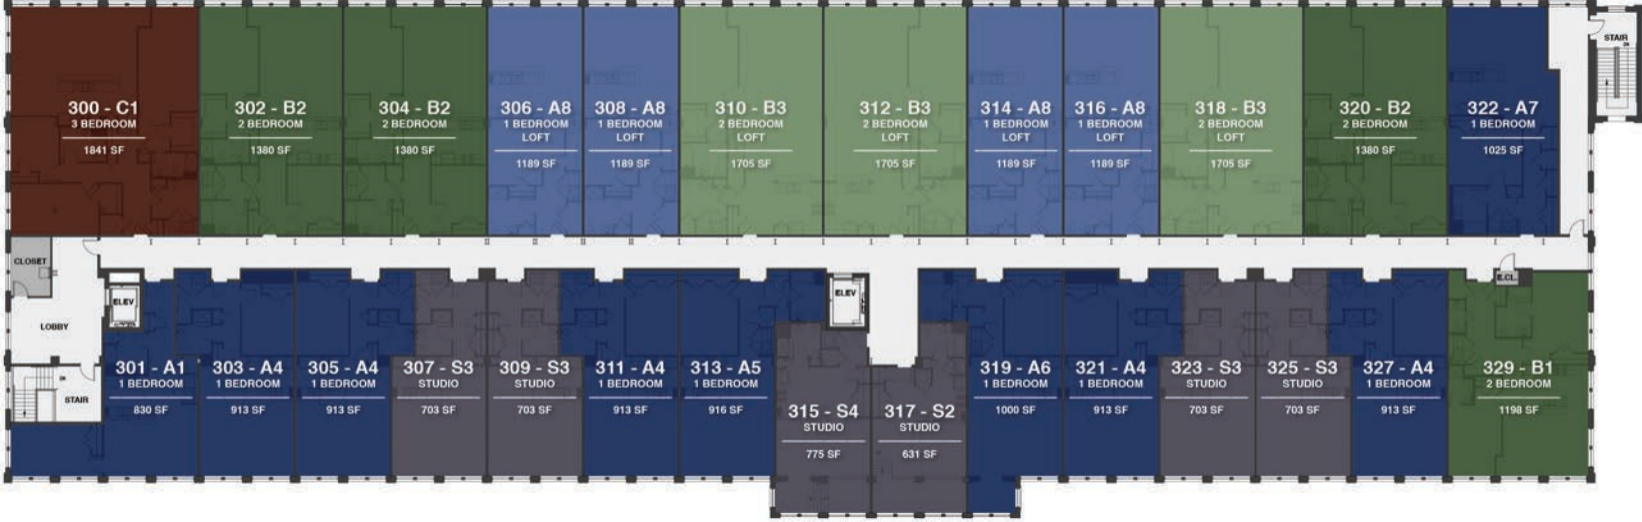 300 - C1
3 BEDROOM
1841 SF
302 - B2
2 BEDROOM
1380 SF
304 - B2
2 BEDROOM
1380 SF
306 - A8
1 BEDROOM
LOFT
1189 SF
308 - A8
1 BEDROOM
LOFT
1189 SF
310 - B3
2 BEDROOM
LOFT
1705 SF
312 - B3
2 BEDROOM
LOFT
1705 SF
314 - A8
1 BEDROOM
LOFT
1189 SF
316 - A8
1 BEDROOM
LOFT
1189 SF
318 - B3
2 BEDROOM
LOFT
1705 SF
320 - B2
2 BEDROOM
1380 SF
322 - A7
1 BEDROOM
1025 SF
STAIR
CLOSET
LOBBY
ELEV
STAIR
ELEV
E.CL.
301 - A1
1 BEDROOM
830 SF
303 - A4
1 BEDROOM
913 SF
305 - A4
1 BEDROOM
913 SF
307 - S3
STUDIO
703 SF
309 - S3
STUDIO
703 SF
311 - A4
1 BEDROOM
913 SF
313 - A5
1 BEDROOM
916 SF
315 - S4
STUDIO
775 SF
317 - S2
STUDIO
631 SF
319 - A6
1 BEDROOM
1000 SF
321 - A4
1 BEDROOM
913 SF
323 - S3
STUDIO
703 SF
325 - S3
STUDIO
703 SF
327 - A4
1 BEDROOM
913 SF
329 - B1
2 BEDROOM
1198 SF